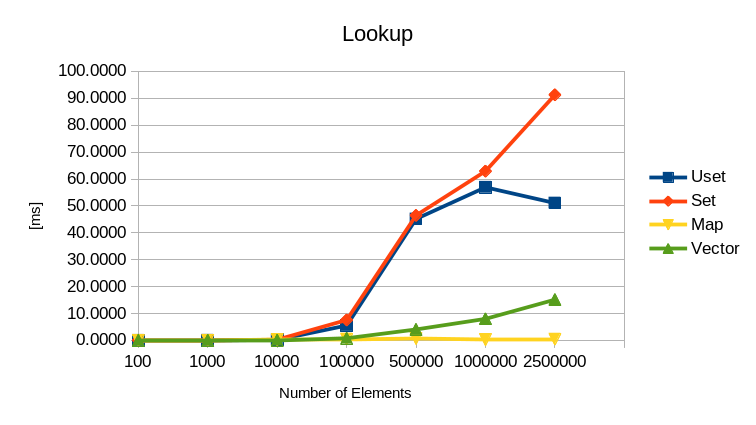 Lookup
100.0000
90.0000
80.0000
70.0000
60.0000
50.0000
40.0000
30.0000
20.0000
10.0000
0.0000
[ms]
100 1000 10000 100000 500000 1000000 2500000
Number of Elements
Uset
Set
Map
Vector